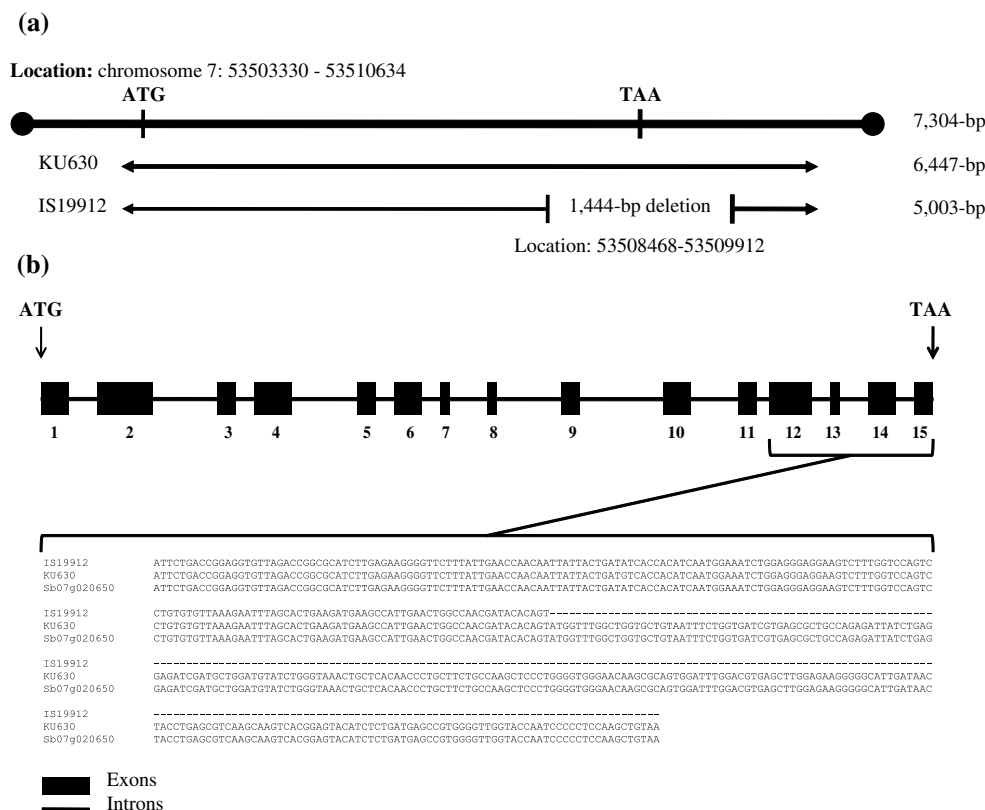 (a)
Location: chromosome 7: 53503330 - 53510634
ATG TAA
7,304-bp
KU630 6,447-bp
IS19912 1,444-bp deletion 5,003-bp
Location: 53508468-53509912
(b)
ATG TAA
1 2 3 4 5 6 7 8 9 10 11 12 13 14 15
IS19912 ATTCTGACCGGAGGTGTTAGACCGGCGCATCTTGAGAAGGGGTTCTTTATTGAACCAACAATTATTACTGATATCACCACATCAATGGAAATCTGGAGGGAGGAAGTCTTTGGTCCAGTC
KU630 ATTCTGACCGGAGGTGTTAGACCGGCGCATCTTGAGAAGGGGTTCTTTATTGAACCAACAATTATTACTGATGTCACCACATCAATGGAAATCTGGAGGGAGGAAGTCTTTGGTCCAGTC
Sb07g020650 ATTCTGACCGGAGGTGTTAGACCGGCGCATCTTGAGAAGGGGTTCTTTATTGAACCAACAATTATTACTGATATCACCACATCAATGGAAATCTGGAGGGAGGAAGTCTTTGGTCCAGTC
IS19912 CTGTGTGTTAAAGAATTTAGCACTGAAGATGAAGCCATTGAACTGGCCAACGATACACAGT-----------------------------------------------------------
KU630 CTGTGTGTTAAAGAATTTAGCACTGAAGATGAAGCCATTGAACTGGCCAACGATACACAGTATGGTTTGGCTGGTGCTGTAATTTCTGGTGATCGTGAGCGCTGCCAGAGATTATCTGAG
Sb07g020650 CTGTGTGTTAAAGAATTTAGCACTGAAGATGAAGCCATTGAACTGGCCAACGATACACAGTATGGTTTGGCTGGTGCTGTAATTTCTGGTGATCGTGAGCGCTGCCAGAGATTATCTGAG
IS19912 ------------------------------------------------------------------------------------------------------------------------
KU630 GAGATCGATGCTGGATGTATCTGGGTAAACTGCTCACAACCCTGCTTCTGCCAAGCTCCCTGGGGTGGGAACAAGCGCAGTGGATTTGGACGTGAGCTTGGAGAAGGGGGCATTGATAAC
Sb07g020650 GAGATCGATGCTGGATGTATCTGGGTAAACTGCTCACAACCCTGCTTCTGCCAAGCTCCCTGGGGTGGGAACAAGCGCAGTGGATTTGGACGTGAGCTTGGAGAAGGGGGCATTGATAAC
IS19912 ------------------------------------------------------------------------------
KU630 TACCTGAGCGTCAAGCAAGTCACGGAGTACATCTCTGATGAGCCGTGGGGTTGGTACCAATCCCCCTCCAAGCTGTAA
Sb07g020650 TACCTGAGCGTCAAGCAAGTCACGGAGTACATCTCTGATGAGCCGTGGGGTTGGTACCAATCCCCCTCCAAGCTGTAA
Exons
Introns